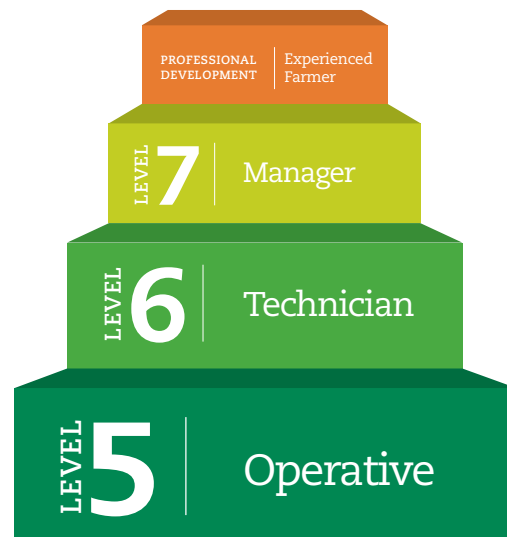 PROFESSIONAL
DEVELOPMENT
Experienced
Farmer
LEVEL 7
Manager
LEVEL 6
Technician
LEVEL 5
Operative